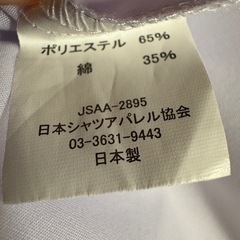 ポリエステル 65%
綿 35%
JSAA-2895
日本シャツアパレル協会
03-3631-9443
日本製